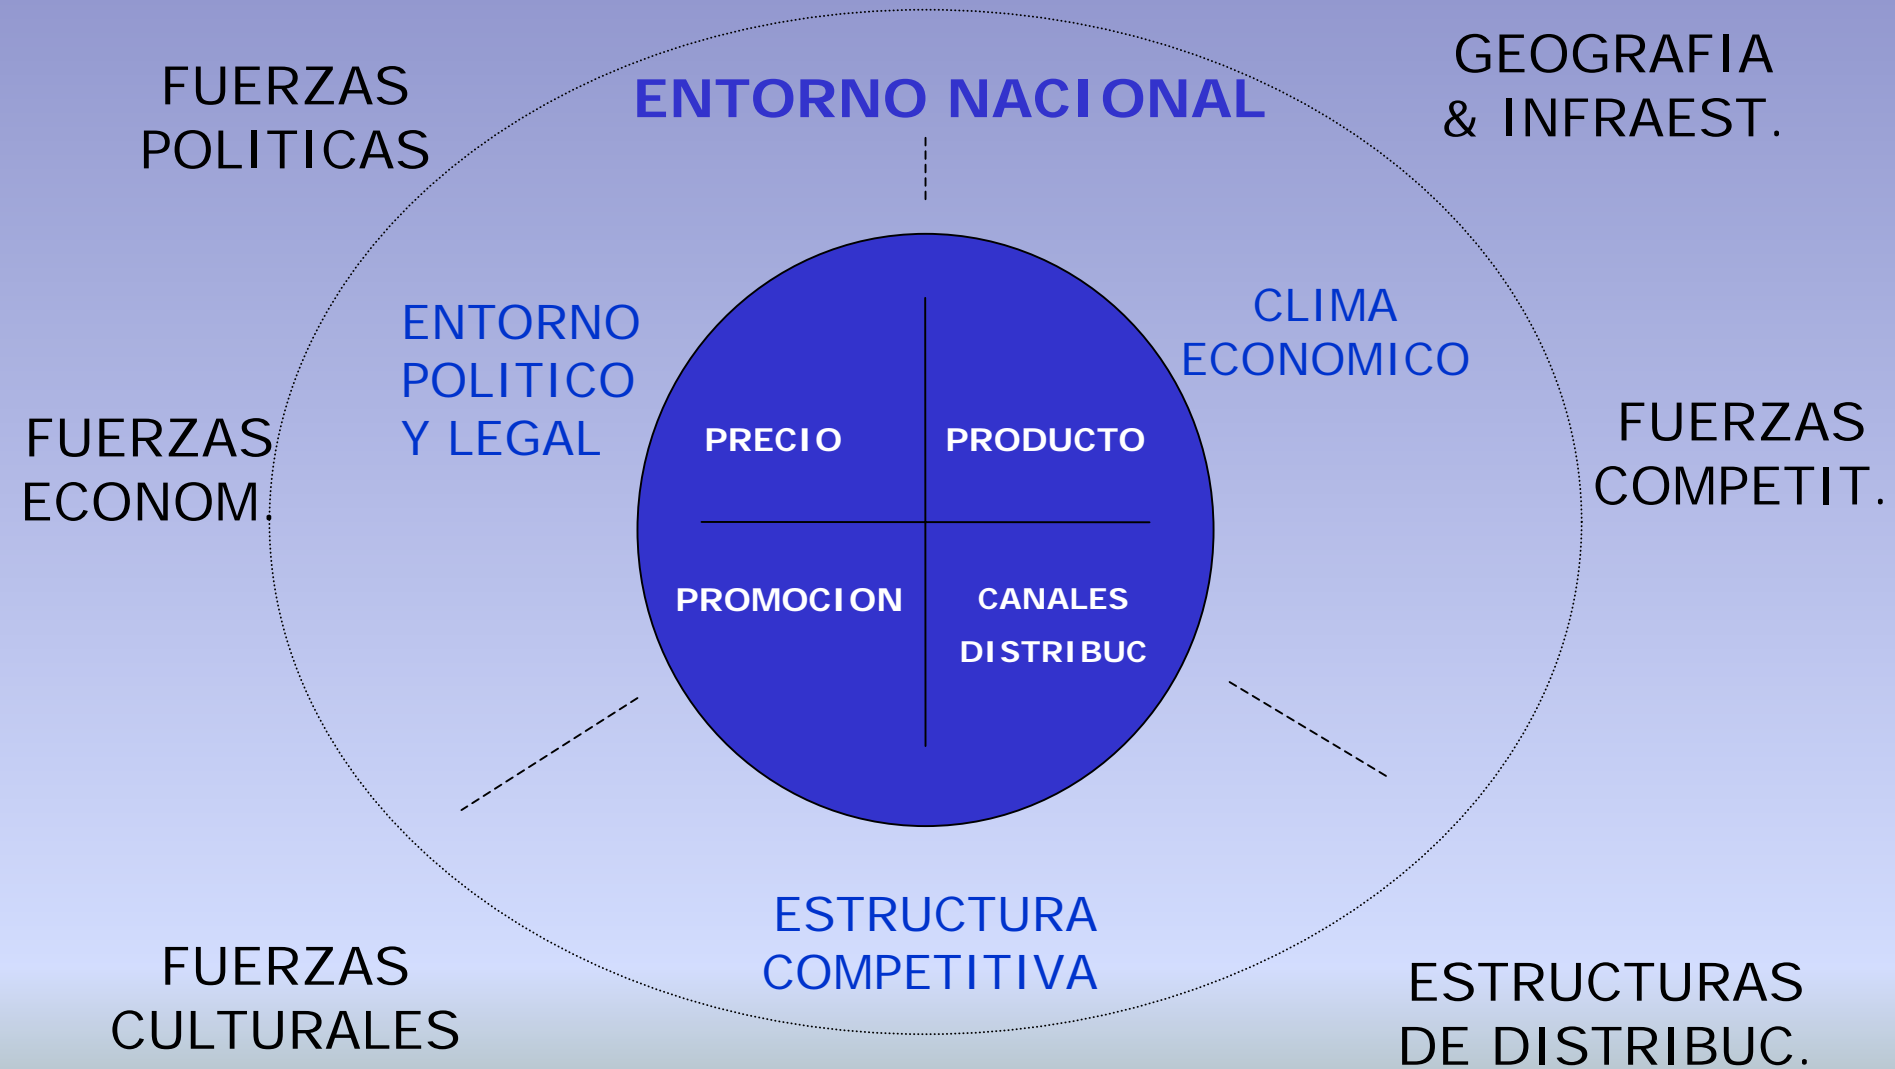 FUERZAS
POLITICAS
ENTORNO NACIONAL
GEOGRAFIA
& INFRAEST.
ENTORNO
POLITICO
Y LEGAL
CLIMA
ECONOMICO
FUERZAS
ECONOM.
PRECIO
PRODUCTO
FUERZAS
COMPETIT.
PROMOCION
CANALES
DISTRIBUC
ESTRUCTURA
COMPETITIVA
FUERZAS
CULTURALES
ESTRUCTURAS
DE DISTRIBUC.